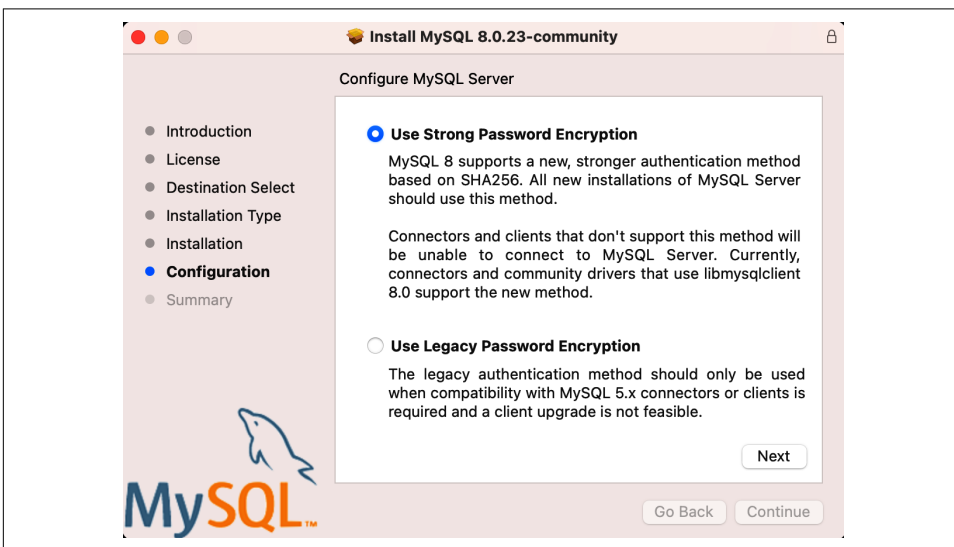 Install MySQL 8.0.23-community
Configure MySQL Server
Introduction
License
Destination Select
Installation Type
Installation
Configuration
Summary
Use Strong Password Encryption
MySQL 8 supports a new, stronger authentication method
based on SHA256. All new installations of MySQL Server
should use this method.
Connectors and clients that don't support this method will
be unable to connect to MySQL Server. Currently,
connectors and community drivers that use libmysqlclient
8.0 support the new method.
Use Legacy Password Encryption
The legacy authentication method should only be used
when compatibility with MySQL 5.x connectors or clients is
required and a client upgrade is not feasible.
Next
MySQL™
Go Back Continue